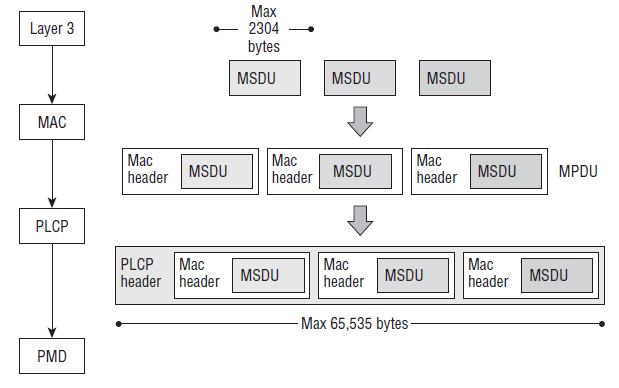 Layer 3
Max
2304
bytes
MSDU
MSDU
MSDU
MAC
Mac
header
MSDU
Mac
header
MSDU
Mac
header
MSDU
MPDU
PLCP
PLCP
header
Mac
header
MSDU
Mac
header
MSDU
Mac
header
MSDU
Max 65,535 bytes
PMD